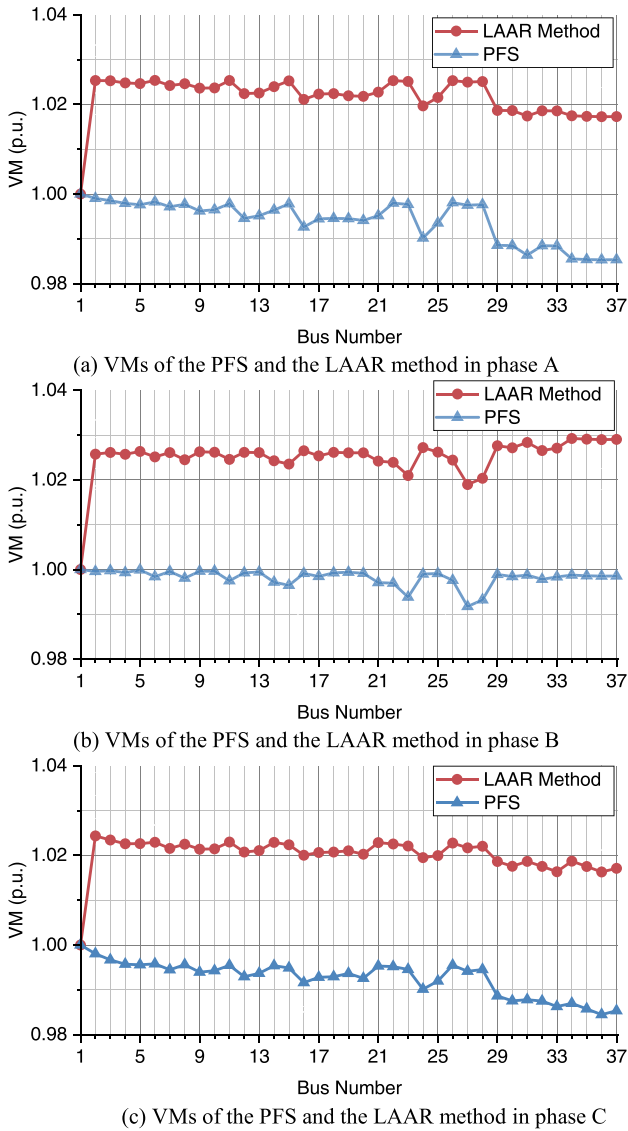 1.04
LAAR Method
PFS
1.02
VM (p.u.)
1.00
0.98
1 5 9 13 17 21 25 29 33 37
Bus Number
(a) VMs of the PFS and the LAAR method in phase A
1.04
LAAR Method
PFS
1.02
VM (p.u.)
1.00
0.98
1 5 9 13 17 21 25 29 33 37
Bus Number
(b) VMs of the PFS and the LAAR method in phase B
1.04
LAAR Method
PFS
1.02
VM (p.u.)
1.00
0.98
1 5 9 13 17 21 25 29 33 37
Bus Number
(c) VMs of the PFS and the LAAR method in phase C